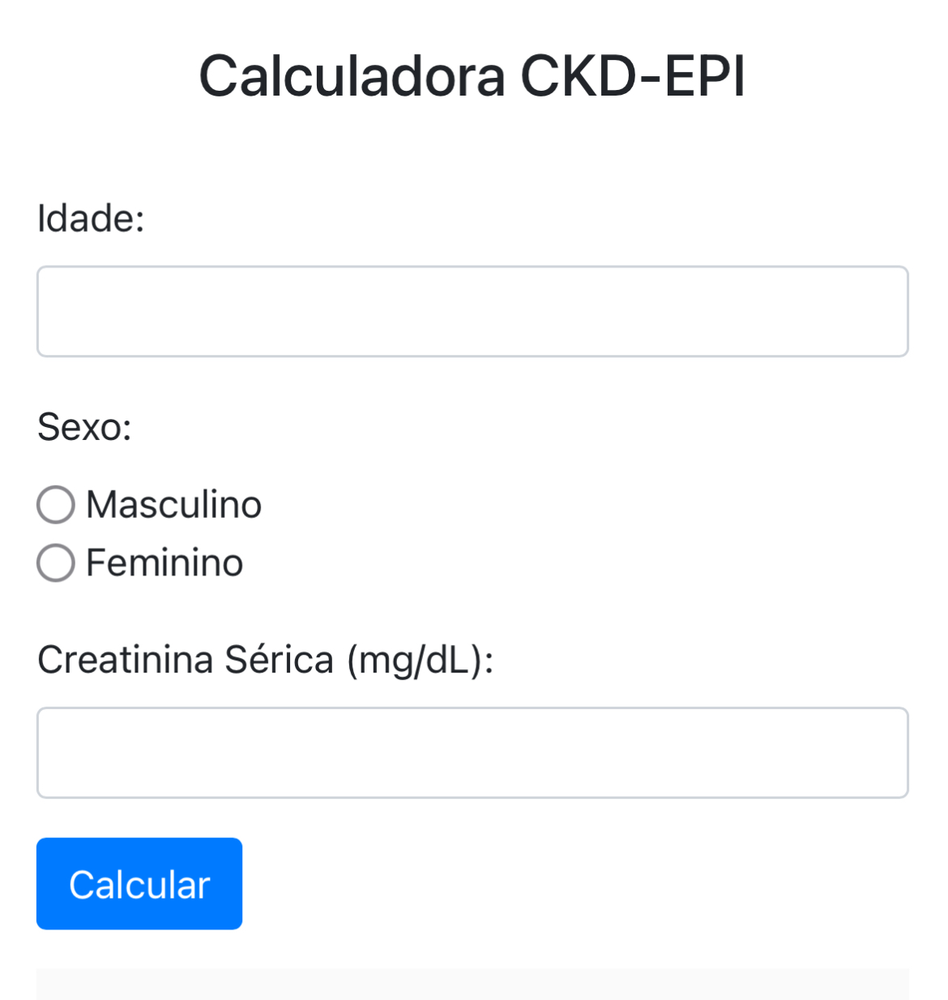 Calculadora CKD-EPI
Idade:
Sexo:
Masculino
Feminino
Creatinina Sérica (mg/dL):
Calcular